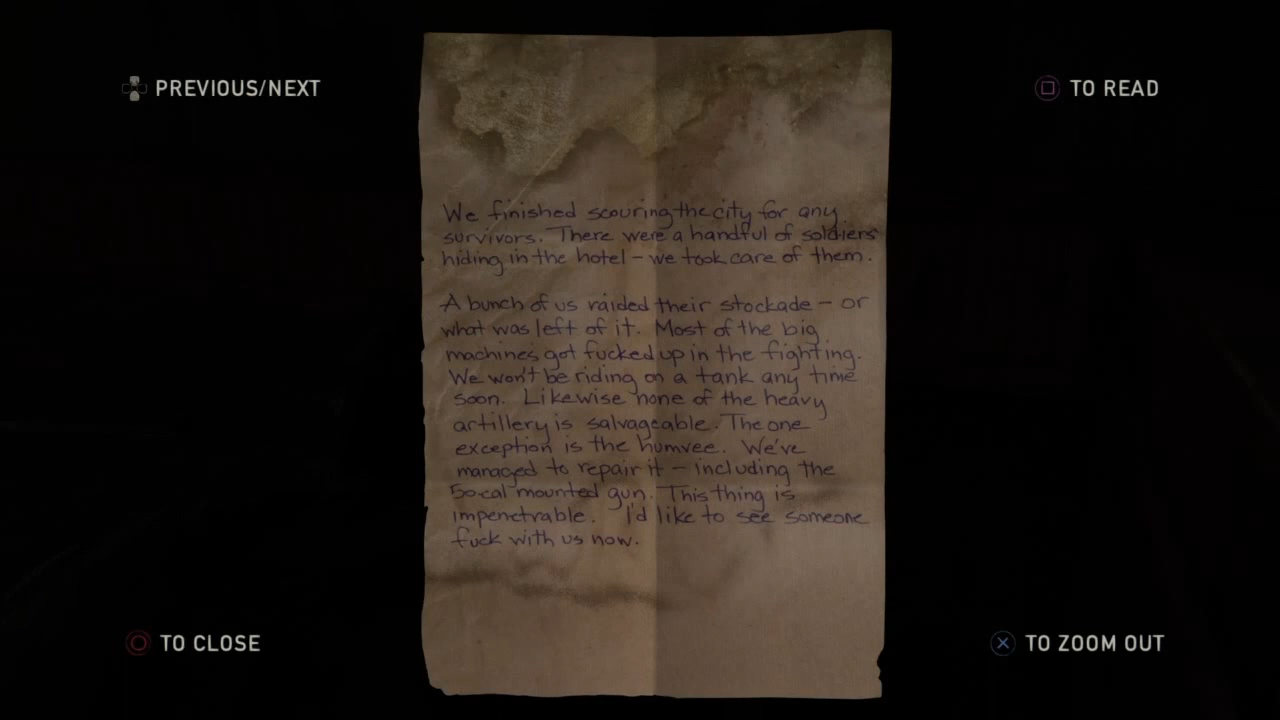 PREVIOUS/NEXT
TO READ
We finished scouring the city for any
survivors. There were a handful of soldiers
hiding in the hotel - we took care of them.
A bunch of us raided their stockade - or
what was left of it. Most of the big
machines got fucked up in the fighting.
We won't be riding on a tank any time
soon. Likewise none of the heavy
artillery is salvageable. The one
exception is the humvee. We've
managed to repair it - including the
50 cal mounted gun. This thing is
impenetrable. I'd like to see someone
fuck with us now.
TO CLOSE
TO ZOOM OUT